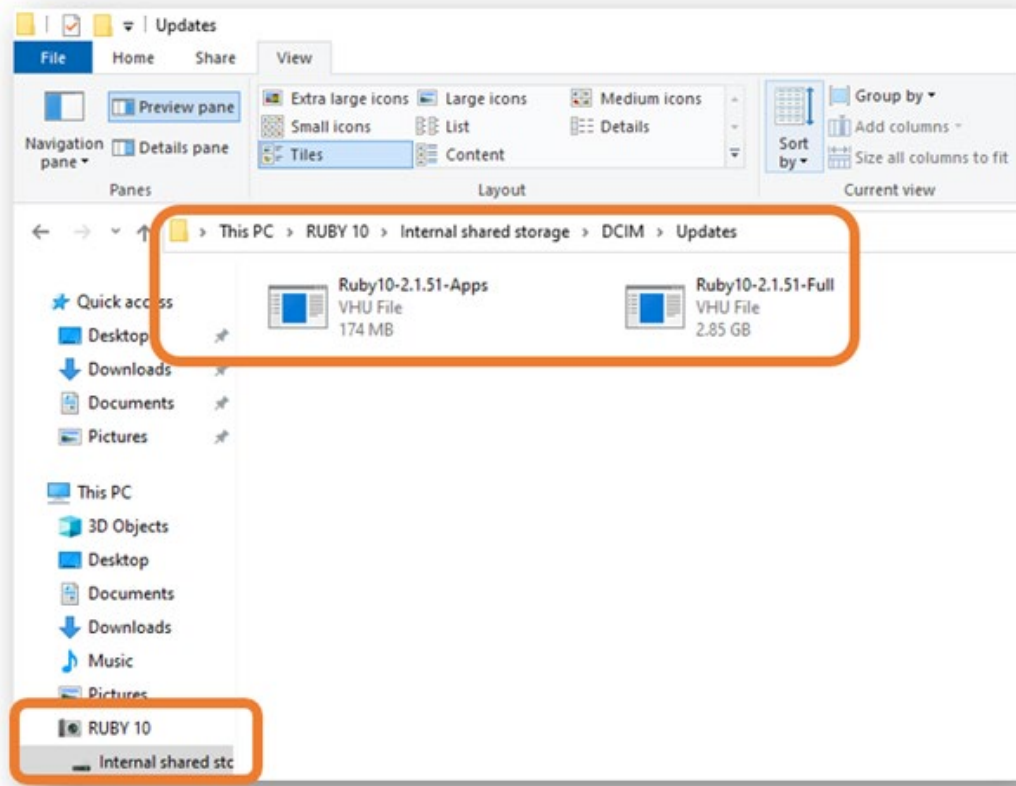 Updates
File Home Share View
Extra large icons Large icons Medium icons
Small icons List Details
Tiles Content
Preview pane
Details pane
Navigation pane
Sort by
Group by
Add columns
Size all columns to fit
Panes Layout Current view
This PC > RUBY 10 > Internal shared storage > DCIM > Updates
Ruby10-2.1.51-Apps
VHU File
174 MB
Ruby10-2.1.51-Full
VHU File
2.85 GB
Quick access
Desktop
Downloads
Documents
Pictures
This PC
3D Objects
Desktop
Documents
Downloads
Music
Pictures
RUBY 10
Internal shared stc